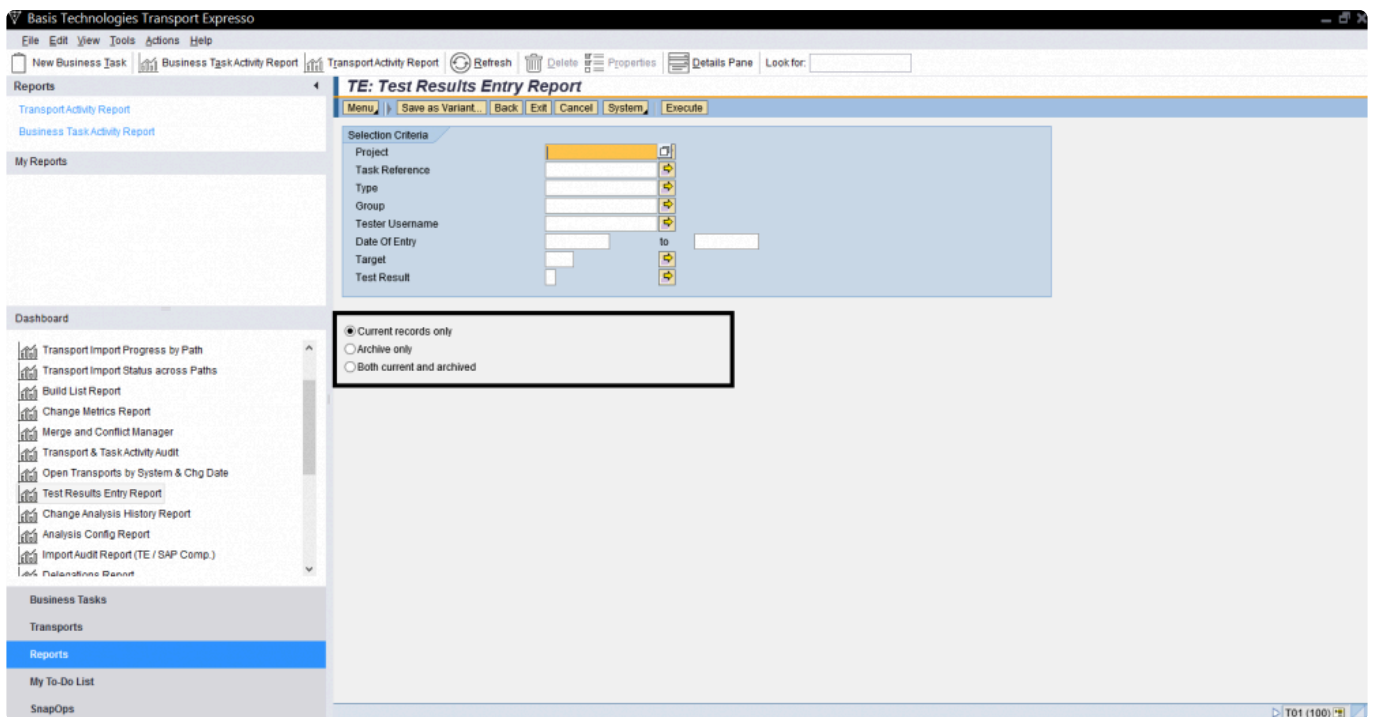 Basis Technologies Transport Expresso
File Edit View Tools Actions Help
New Business Task Business Task Activity Report Transport Activity Report Refresh Delete Properties Details Pane Look for:
Reports
Transport Activity Report
Business Task Activity Report
My Reports
Dashboard
Transport Import Progress by Path
Transport Import Status across Paths
Build List Report
Change Metrics Report
Merge and Conflict Manager
Transport & Task Activity Audit
Open Transports by System & Chg Date
Test Results Entry Report
Change Analysis History Report
Analysis Config Report
Import Audit Report (TE / SAP Comp.)
Delegations Report
Business Tasks
Transports
Reports
My To-Do List
SnapOps
TE: Test Results Entry Report
Menu Save as Variant... Back Exit Cancel System Execute
Selection Criteria
Project
Task Reference
Type
Group
Tester Username
Date Of Entry to
Target
Test Result
Current records only
Archive only
Both current and archived
T01 (100)